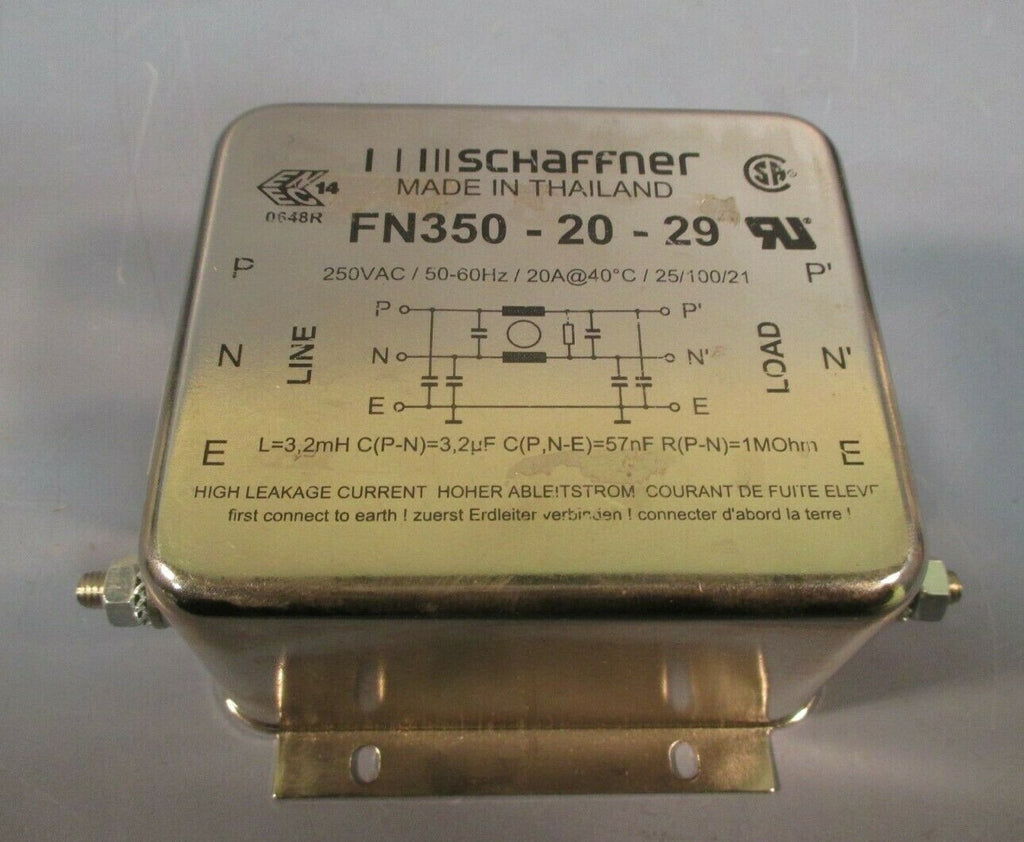 SCHAFFNER
MADE IN THAILAND
14
0648R
FN350 - 20 - 29
SA
250VAC / 50-60Hz / 20A@40°C / 25/100/21
P P'
P P'
LINE
LOAD
N N'
N N'
E E
E E
L=3,2mH C(P-N)=3,2µF C(P,N-E)=57nF R(P-N)=1MOhm
HIGH LEAKAGE CURRENT HOHER ABLEITSTROM COURANT DE FUITE ELEVE
first connect to earth ! zuerst Erdleiter verbinden ! connecter d'abord la terre !